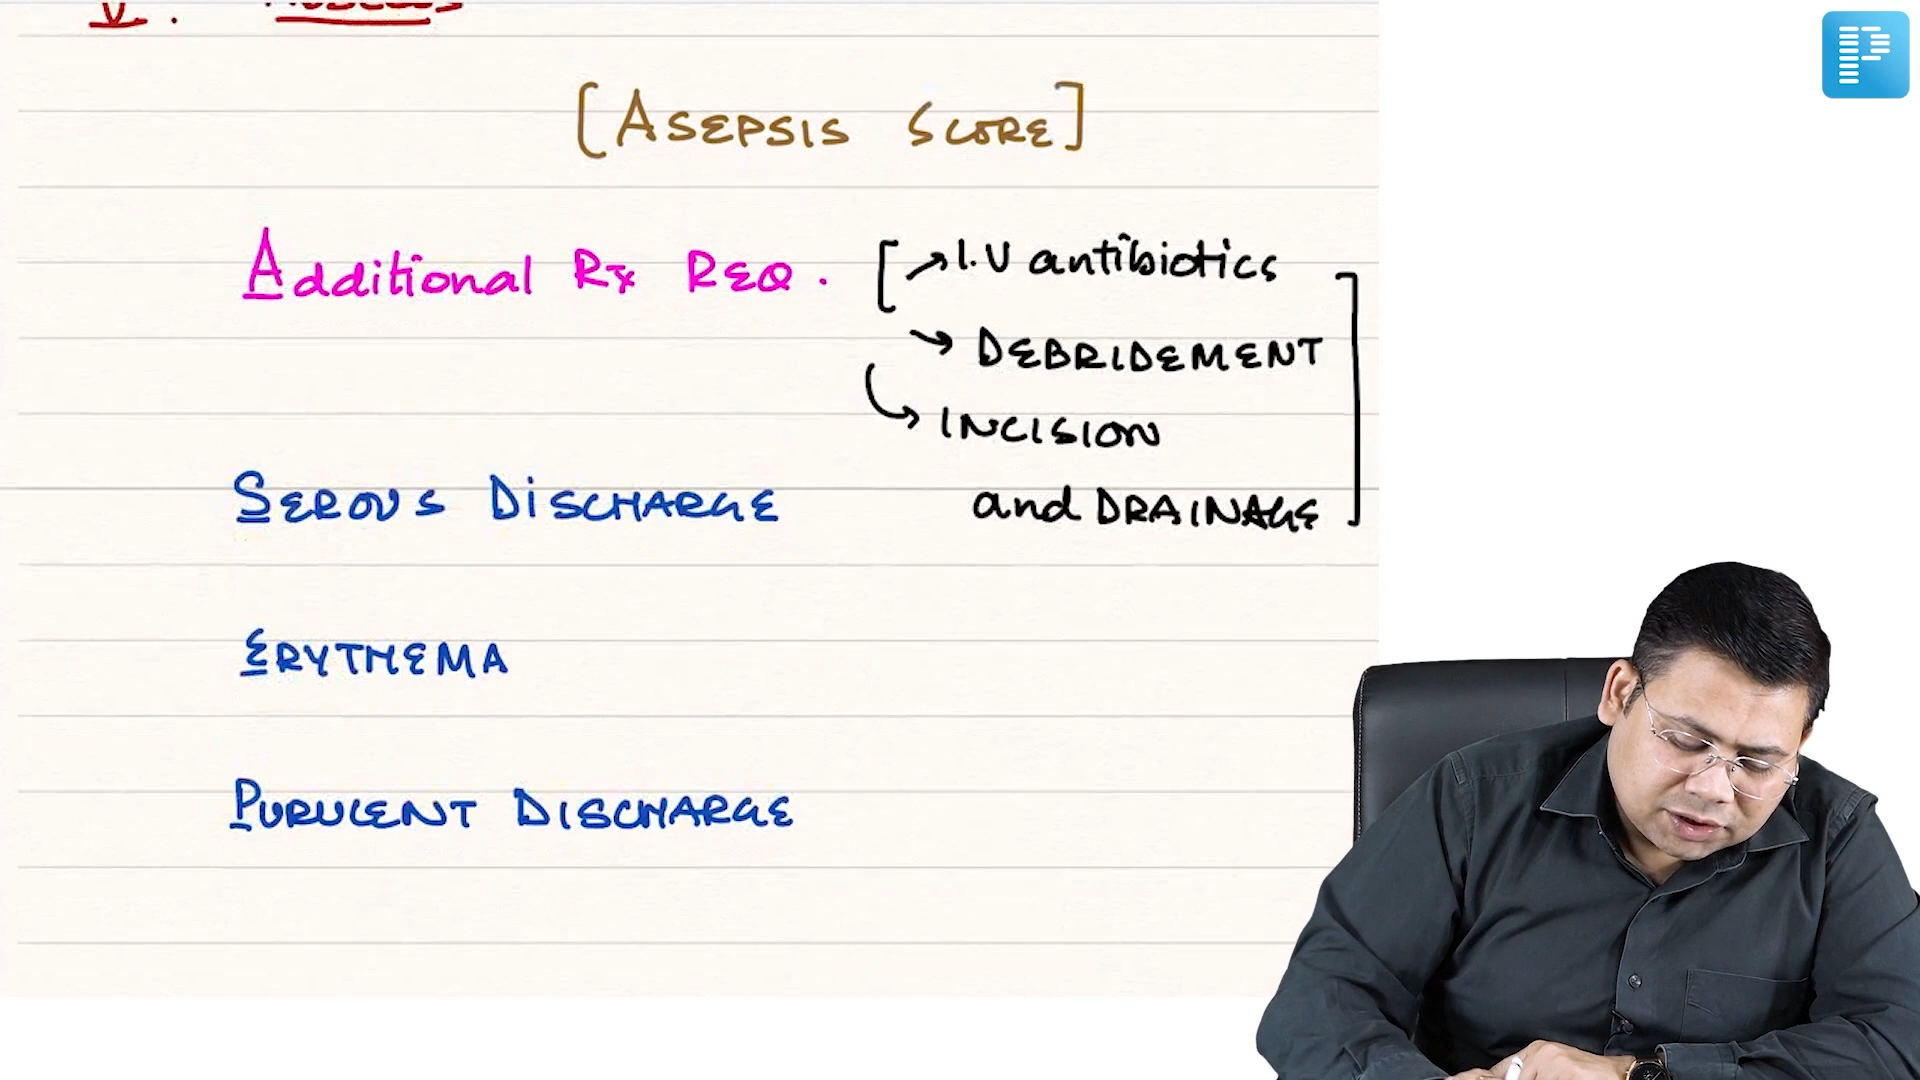 V.
[ASEPSIS SCORE]
Additional Rx REQ. [→ I.V antibiotics
→ DEBRIDEMENT
→ INCISION
and DRAINAGE]
SEROUS DISCHARGE
ERYTHEMA
PURULENT DISCHARGE